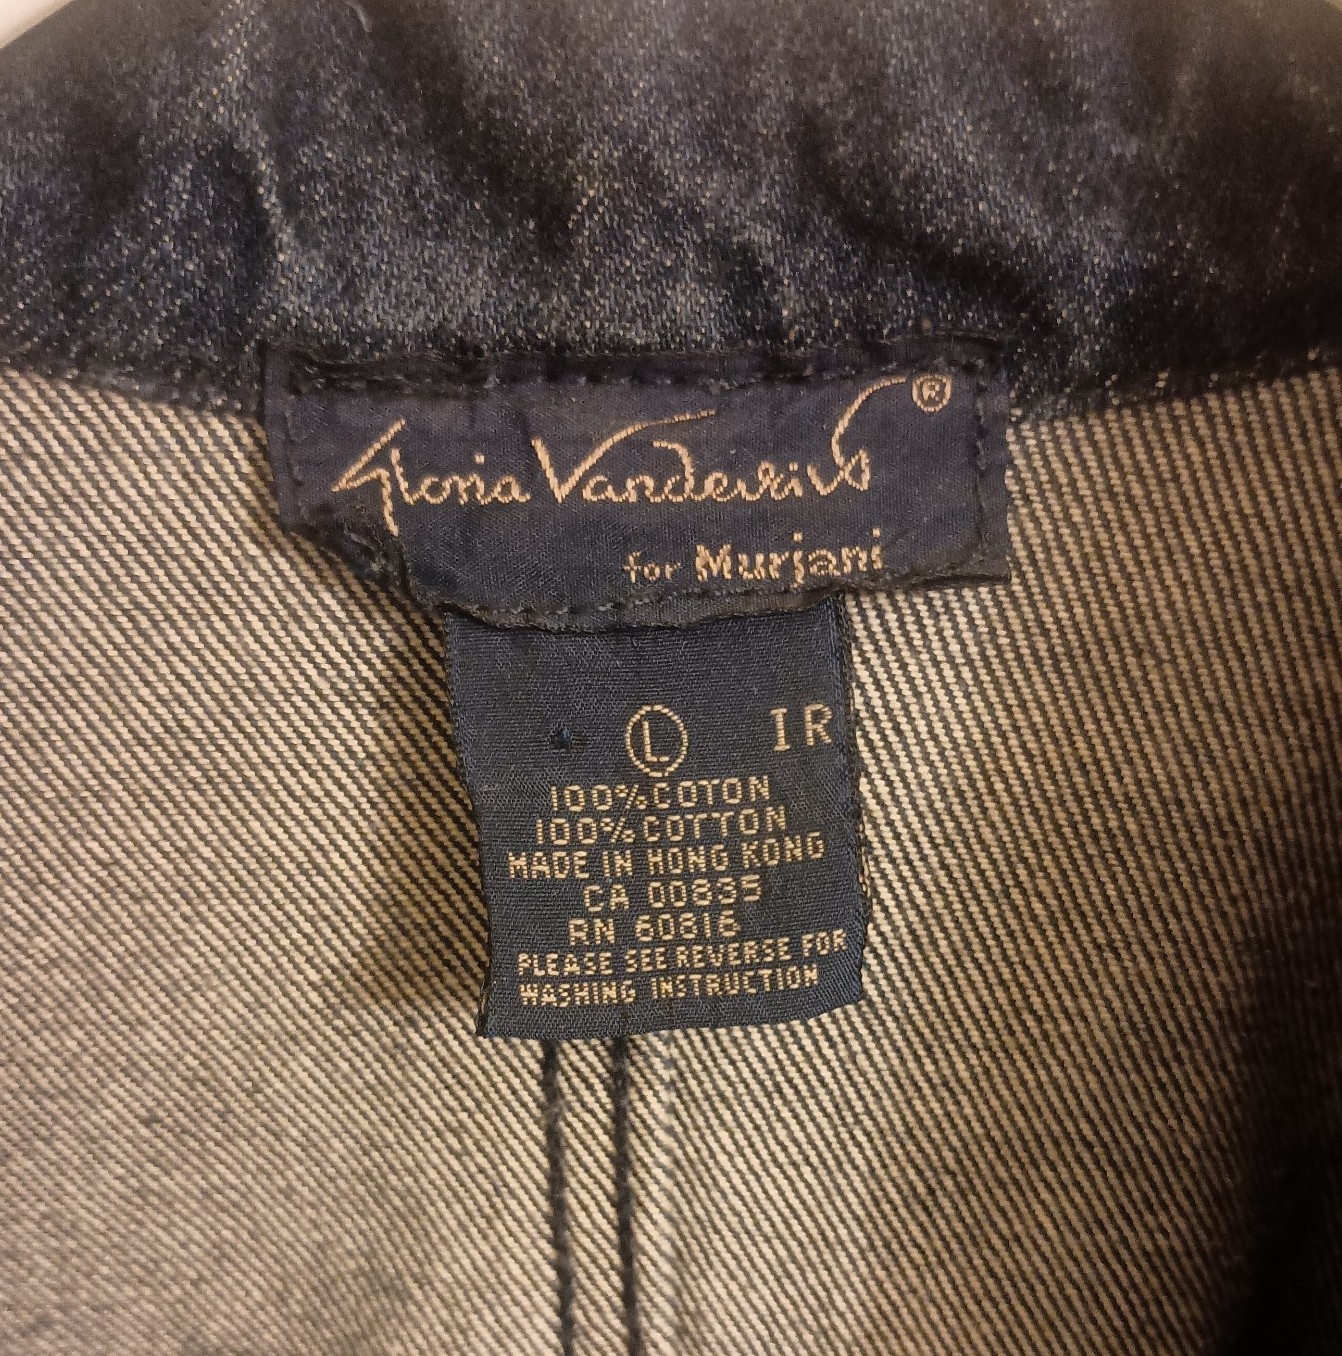 Gloria Vanderbilt ®
for Murjani
L IR
100% COTON
100% COTTON
MADE IN HONG KONG
CA 00835
RN 60816
PLEASE SEE REVERSE FOR
WASHING INSTRUCTION